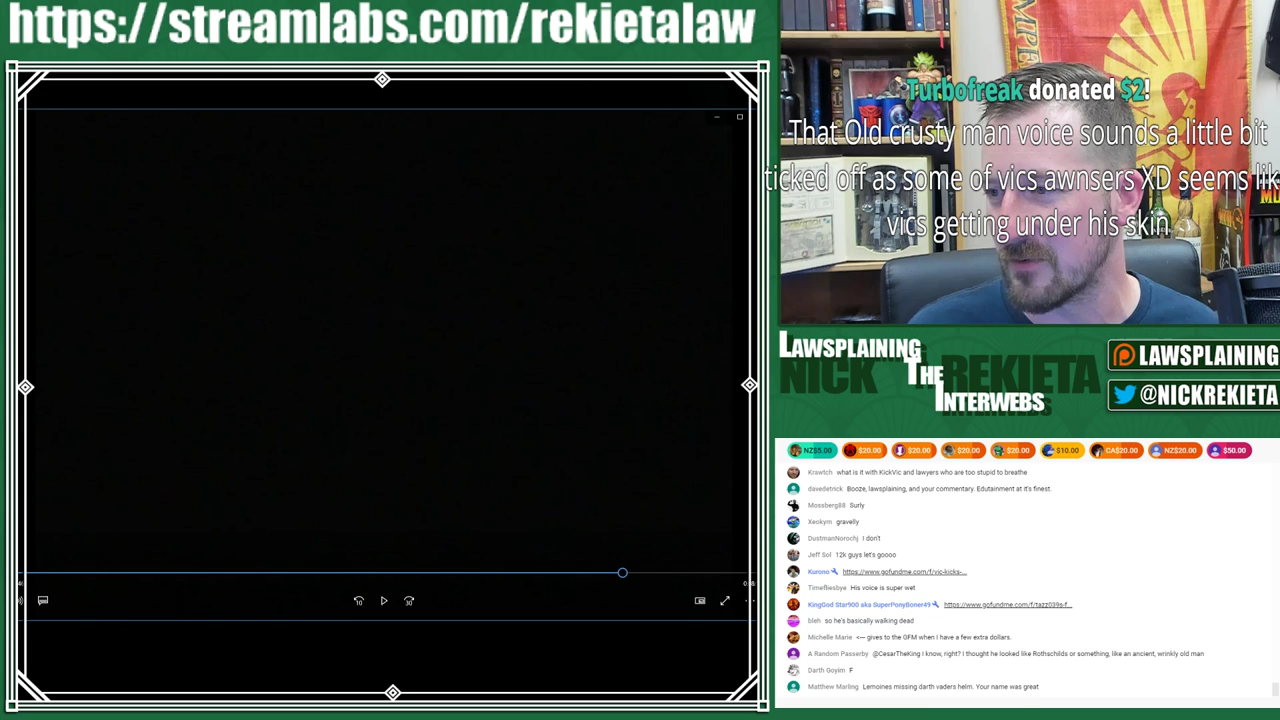 https://streamlabs.com/rekietalaw
Turbofreak donated $2!
That Old crusty man voice sounds a little bit
ticked off as some of vics awnsers XD seems lik
vics getting under his skin
LAWSPLAINING
THE
INTERWEBS
NICK REKIETA
LAWSPLAINING
@NICKREKIETA
NZ$5.00 $20.00 $20.00 $20.00 $20.00 $10.00 CA$20.00 NZ$20.00 $50.00
Krawtch what is it with KickVic and lawyers who are too stupid to breathe
davedetrick Booze, lawsplaining, and your commentary. Edutainment at it's finest.
Mossberg88 Surly
Xeokym gravelly
DustmanNorochj I don't
Jeff Sol 12k guys let's goooo
Kurono https://www.gofundme.com/f/vic-kicks-...
Timefliesbye His voice is super wet
KingGod Star900 aka SuperPonyBoner49 https://www.gofundme.com/f/tazz039s-f...
bleh so he's basically walking dead
Michelle Marie <--- gives to the GFM when I have a few extra dollars.
A Random Passerby @CesarTheKing I know, right? I thought he looked like Rothschilds or something, like an ancient, wrinkly old man
Darth Goyim F
Matthew Marling Lemoines missing darth vaders helm. Your name was great
10
30